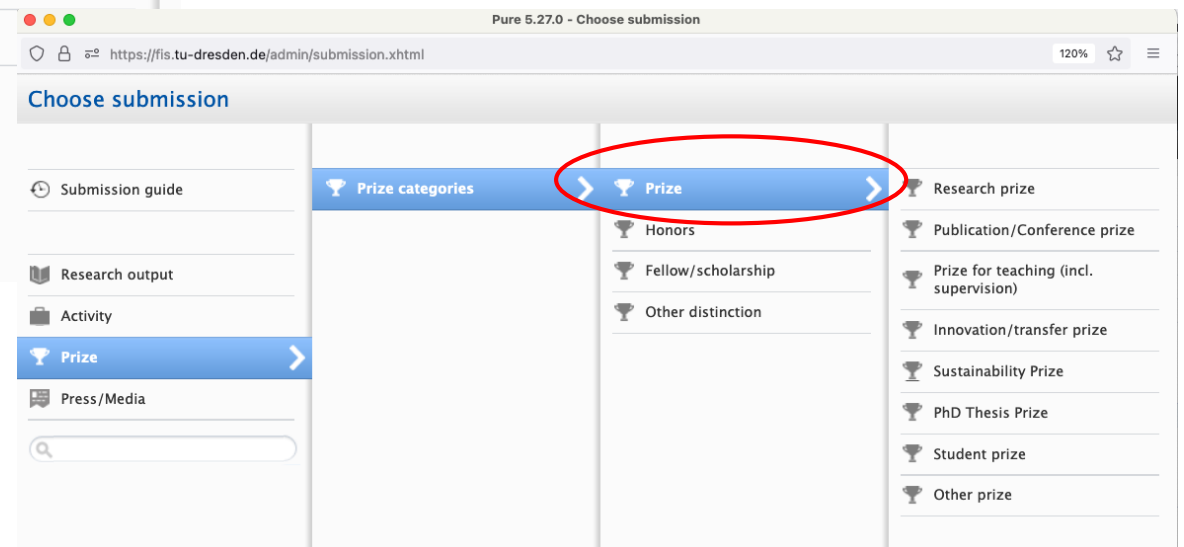 Pure 5.27.0 - Choose submission
https://fis.tu-dresden.de/admin/submission.xhtml
120%
Choose submission
Submission guide
Research output
Activity
Prize
Press/Media
Prize categories
Prize
Honors
Fellow/scholarship
Other distinction
Research prize
Publication/Conference prize
Prize for teaching (incl.
supervision)
Innovation/transfer prize
Sustainability Prize
PhD Thesis Prize
Student prize
Other prize